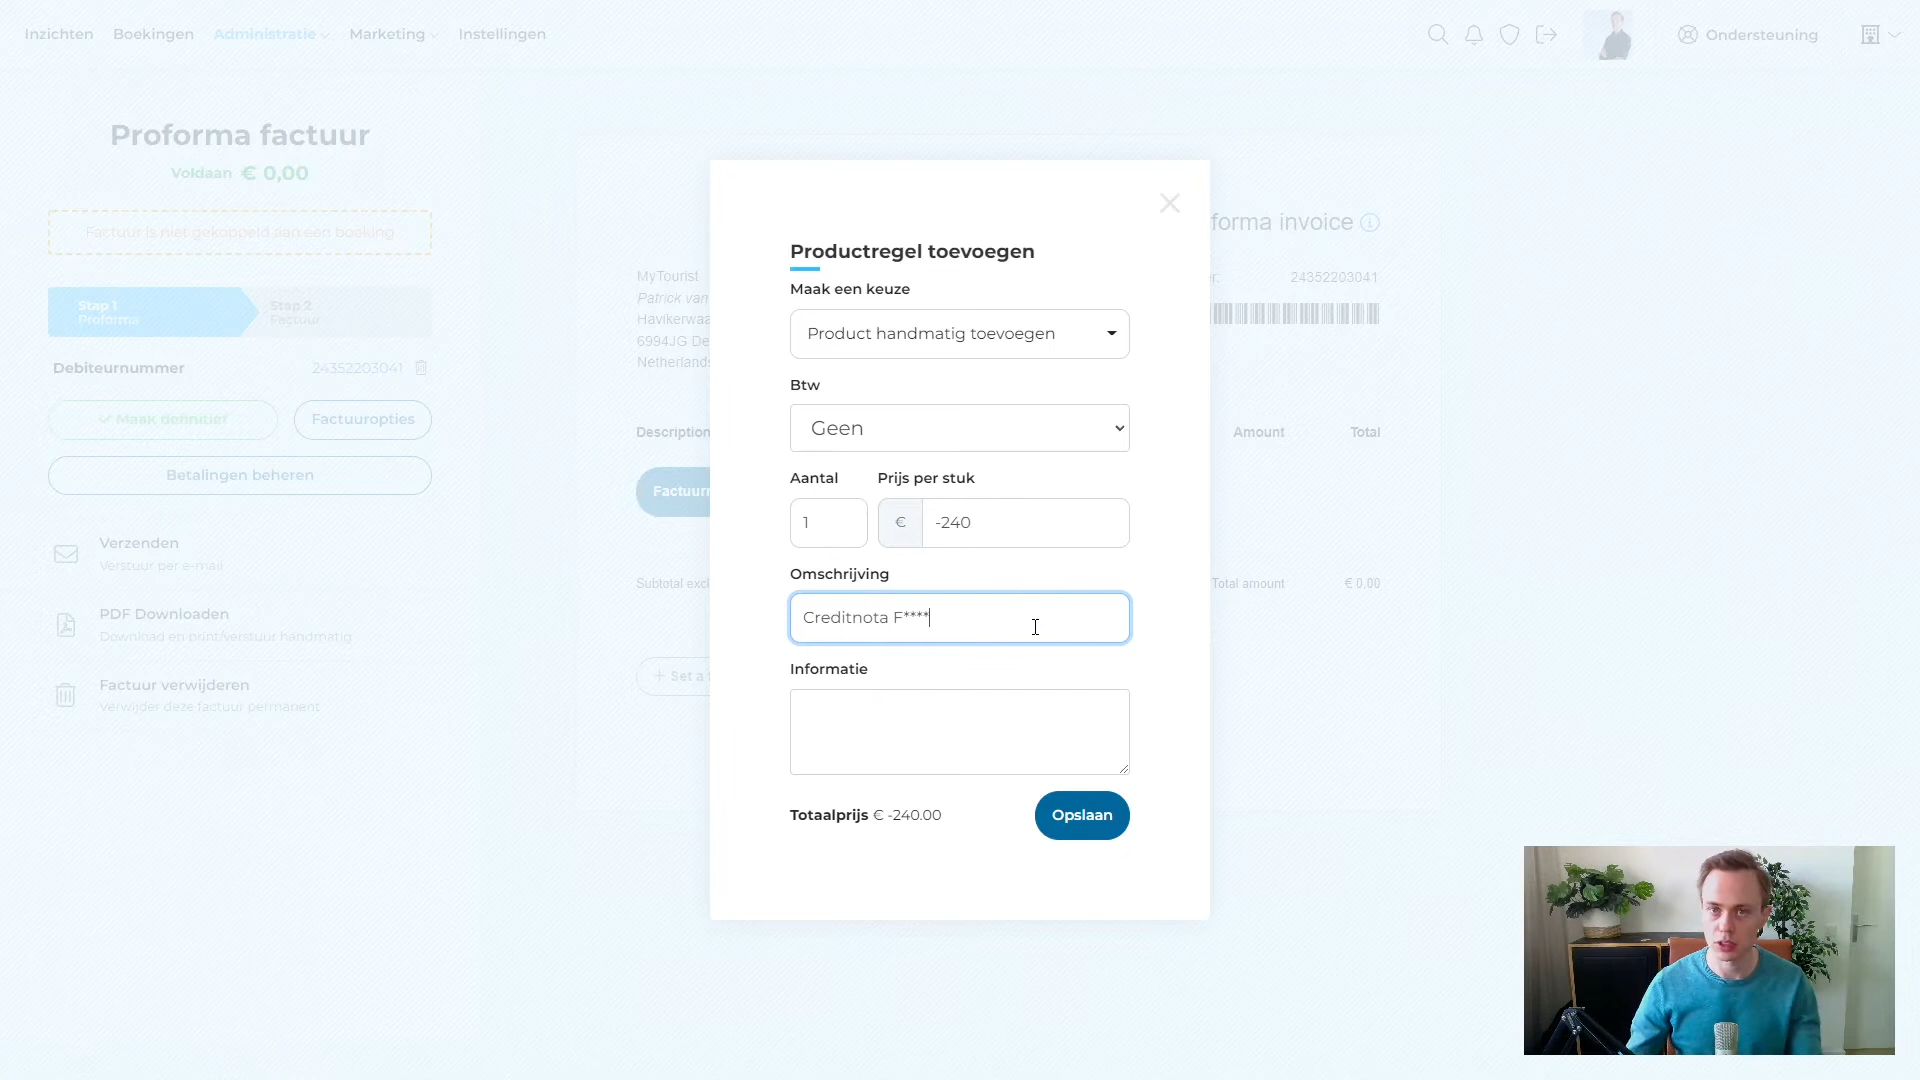 Inzichten Boekingen Administratie Marketing Instellingen Ondersteuning
Proforma factuur
Voldaan € 0,00
Factuur is niet gekoppeld aan een boeking
Stap 1
Proforma
Stap 2
Factuur
Debiteurnummer 24352203041
Maak definitief Factuuropties
Betalingen beheren
Verzenden
Verstuur per e-mail
PDF Downloaden
Download en print/verstuur handmatig
Factuur verwijderen
Verwijder deze factuur permanent
forma invoice
MyTourist
r: 24352203041
Patrick van
Havikerwaa
6994JG De
Netherlands
Description Amount Total
Factuurr
Subtotal excl Total amount € 0.00
+ Set a
Productregel toevoegen
Maak een keuze
Product handmatig toevoegen
Btw
Geen
Aantal Prijs per stuk
1 € -240
Omschrijving
Creditnota F****
Informatie
Totaalprijs € -240.00 Opslaan